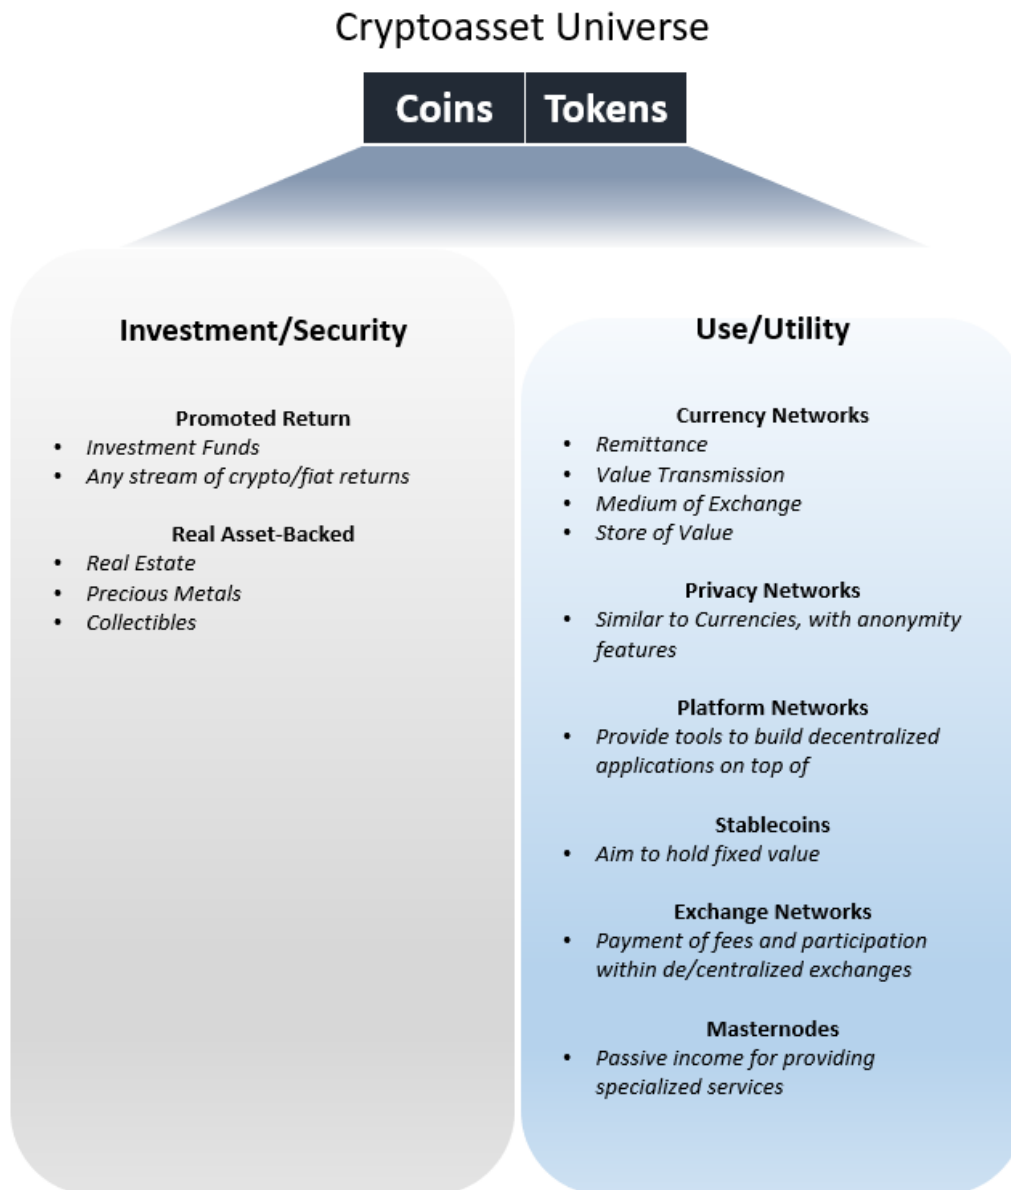 Cryptoasset Universe
Coins Tokens
Investment/Security
Promoted Return
• Investment Funds
• Any stream of crypto/fiat returns
Real Asset-Backed
• Real Estate
• Precious Metals
• Collectibles
Use/Utility
Currency Networks
• Remittance
• Value Transmission
• Medium of Exchange
• Store of Value
Privacy Networks
• Similar to Currencies, with anonymity
features
Platform Networks
• Provide tools to build decentralized
applications on top of
Stablecoins
• Aim to hold fixed value
Exchange Networks
• Payment of fees and participation
within de/centralized exchanges
Masternodes
• Passive income for providing
specialized services